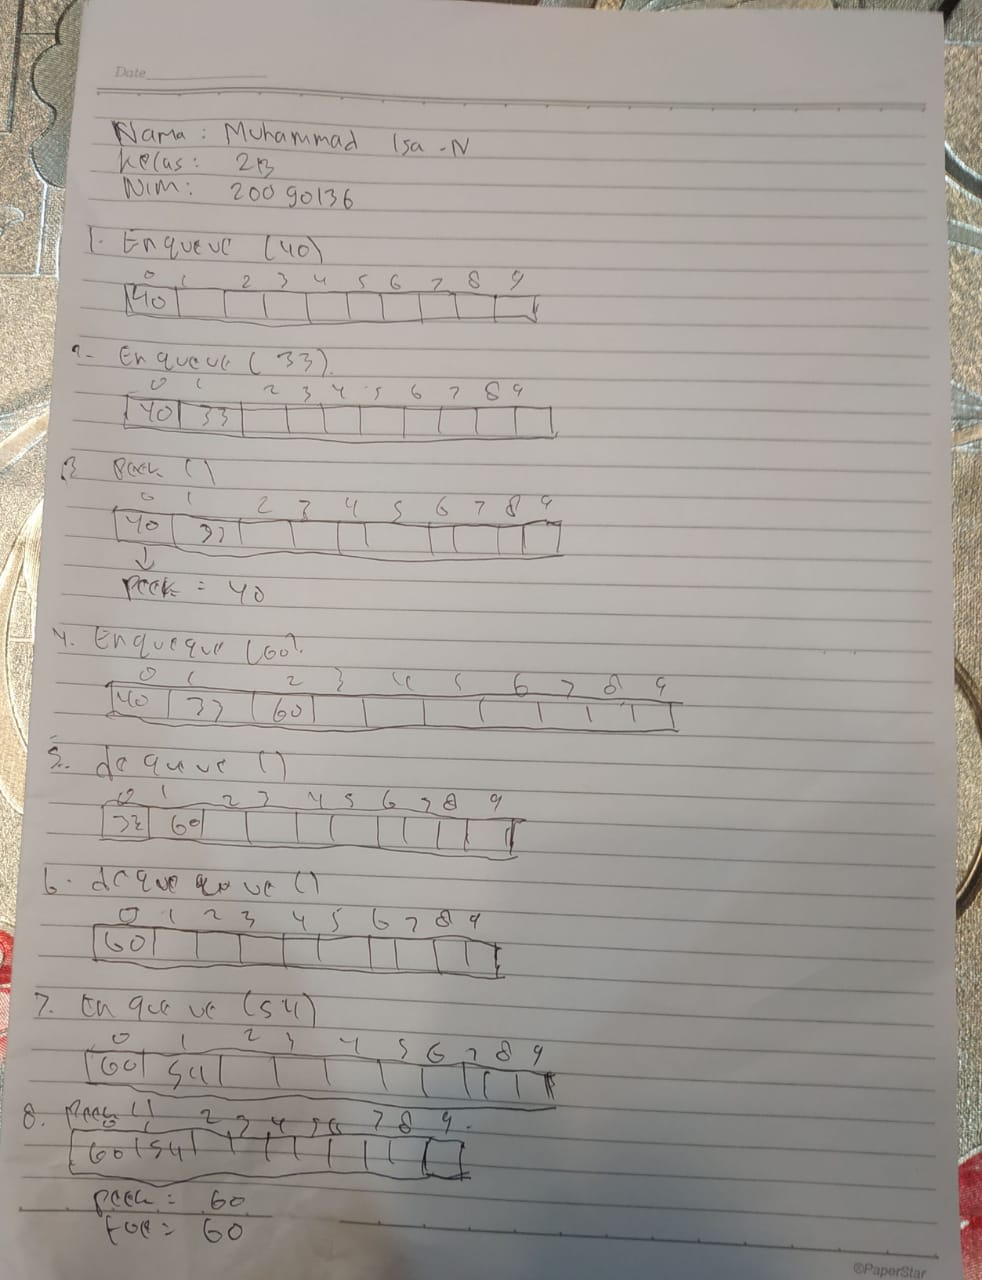 Date
Nama : Muhammad Isa -N
Kelas : 2B
Nim : 20090136
1. Enqueue (40)
0 1 2 3 4 5 6 7 8 9
40
2. Enqueue (33).
0 1 2 3 4 5 6 7 8 9
40 33
3. Peek ()
0 1 2 3 4 5 6 7 8 9
40 33
peek = 40
4. Enqueque (60).
0 1 2 3 4 5 6 7 8 9
40 33 60
5. dequeue ()
0 1 2 3 4 5 6 7 8 9
33 60
6. deque ue ()
0 1 2 3 4 5 6 7 8 9
60
7. Enqueue (54)
0 1 2 3 4 5 6 7 8 9
60 54
8. Peek ()
0 1 2 3 4 5 6 7 8 9.
60 54
peek = 60
= 60
©PaperStar